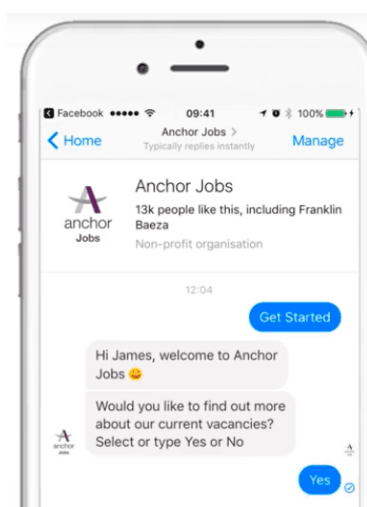 Facebook 09:41 100%
Home Anchor Jobs > Manage
Typically replies instantly
Anchor Jobs
13k people like this, including Franklin
Baeza
Non-profit organisation
anchor
Jobs
12:04
Get Started
Hi James, welcome to Anchor
Jobs 😀
Would you like to find out more
about our current vacancies?
Select or type Yes or No
anchor
Jobs
Yes